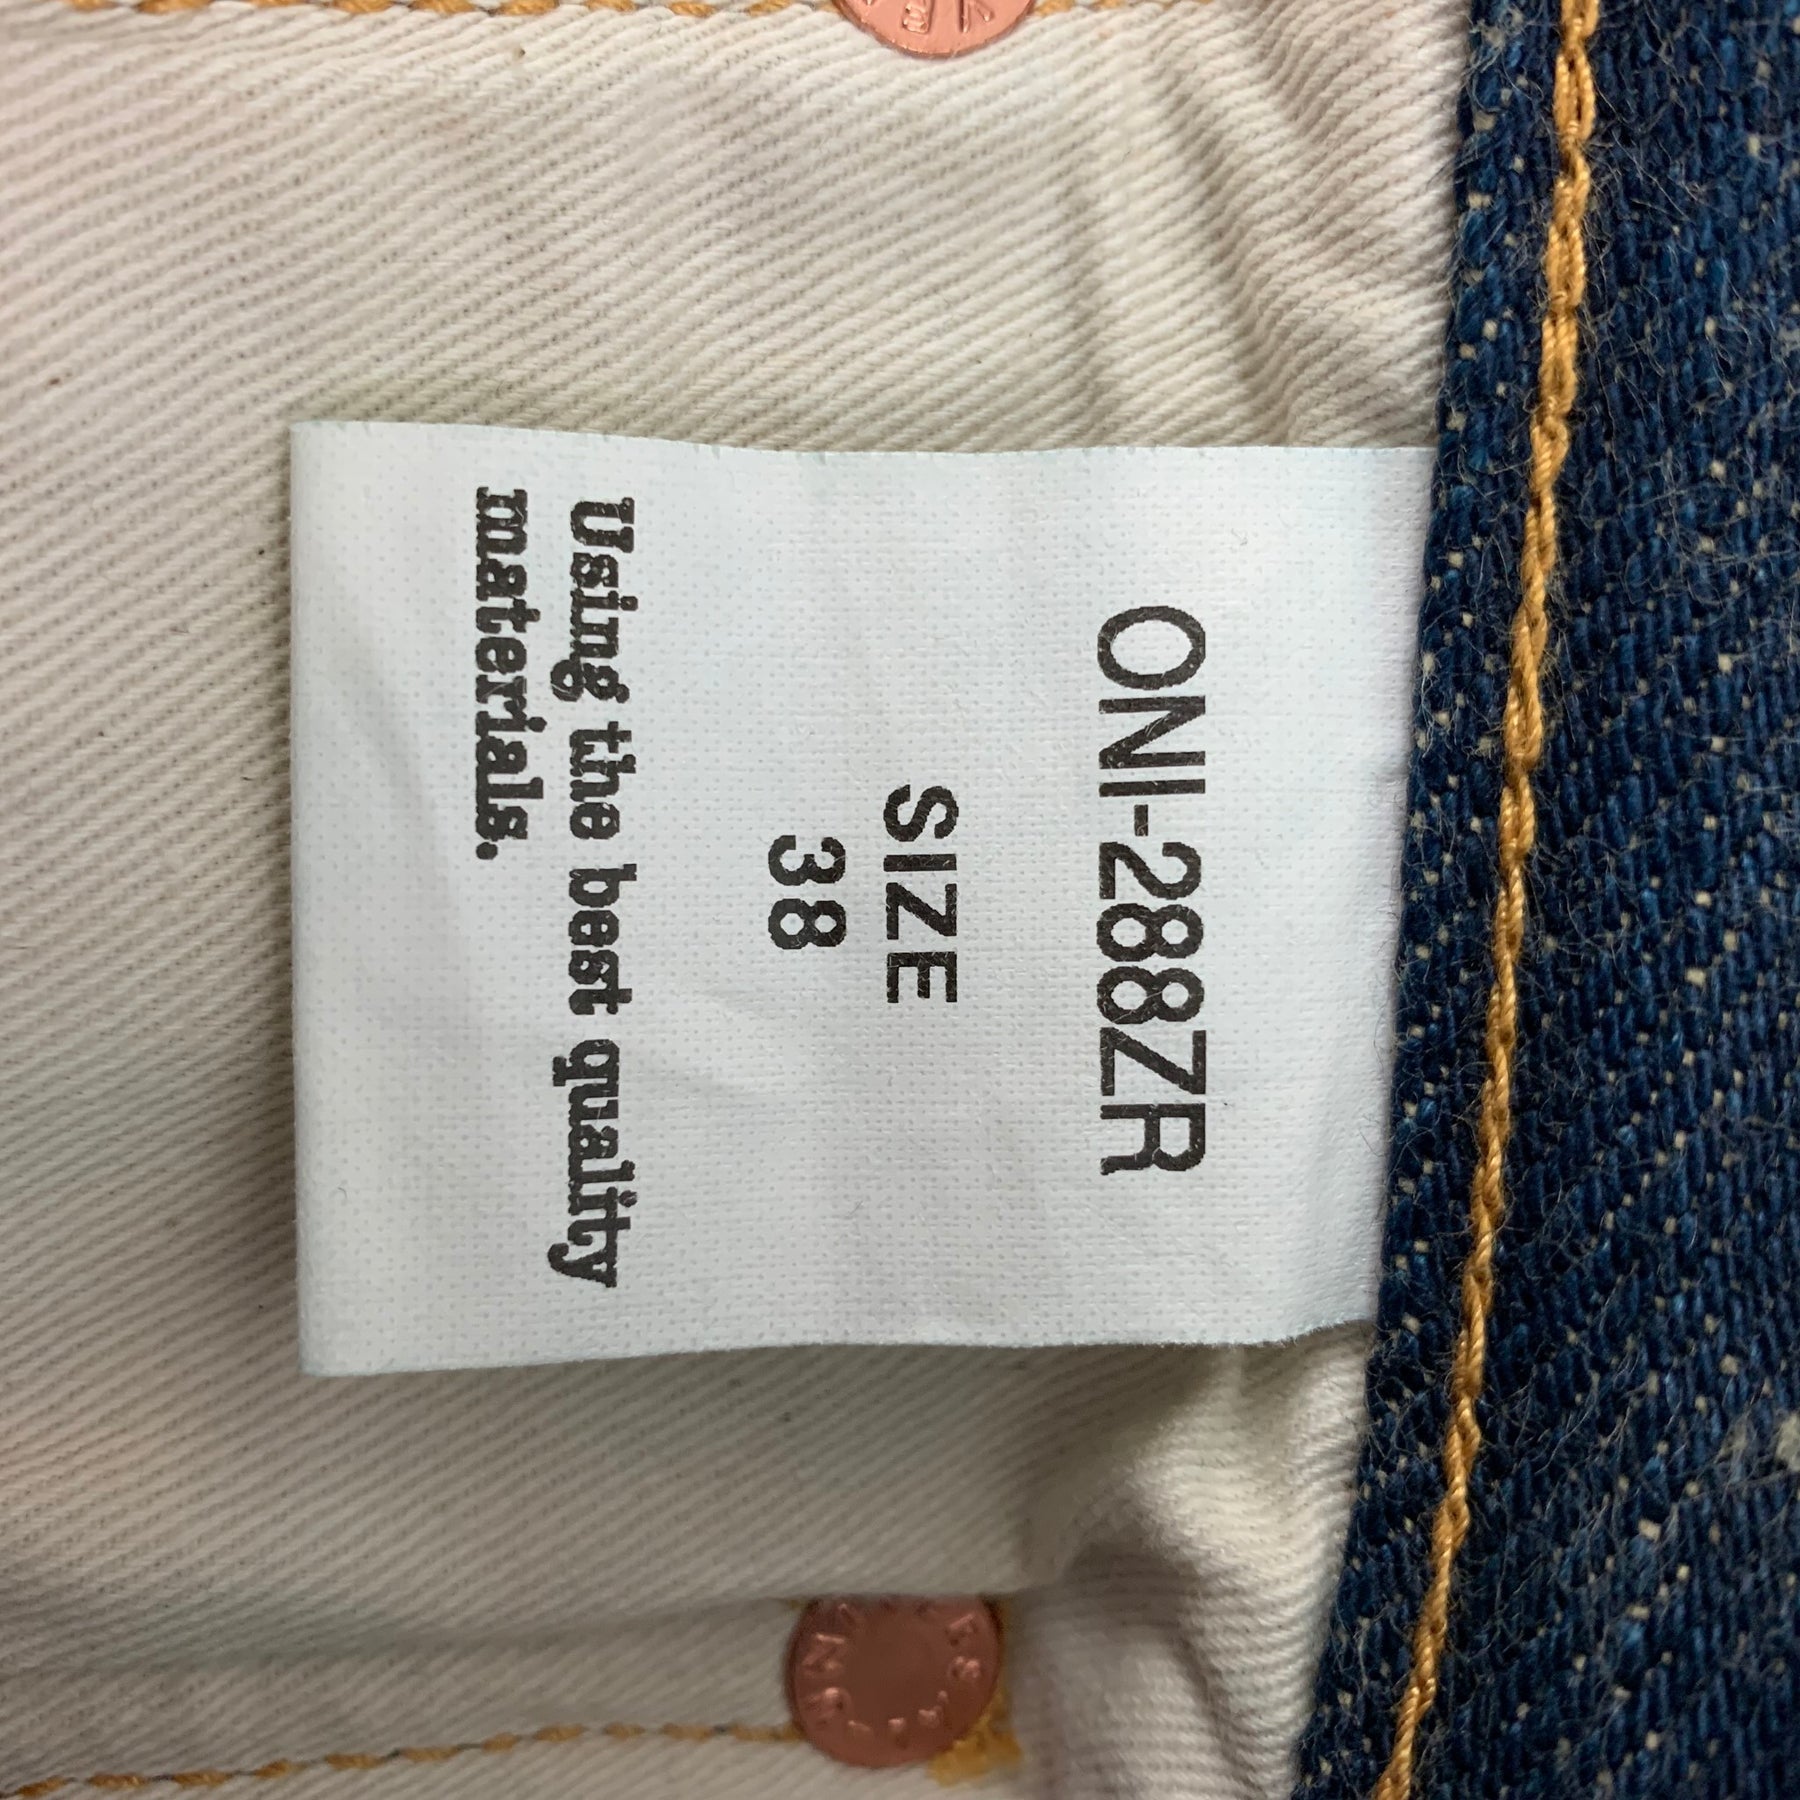 ONI-288ZR
SIZE
38
Using the best quality
materials.